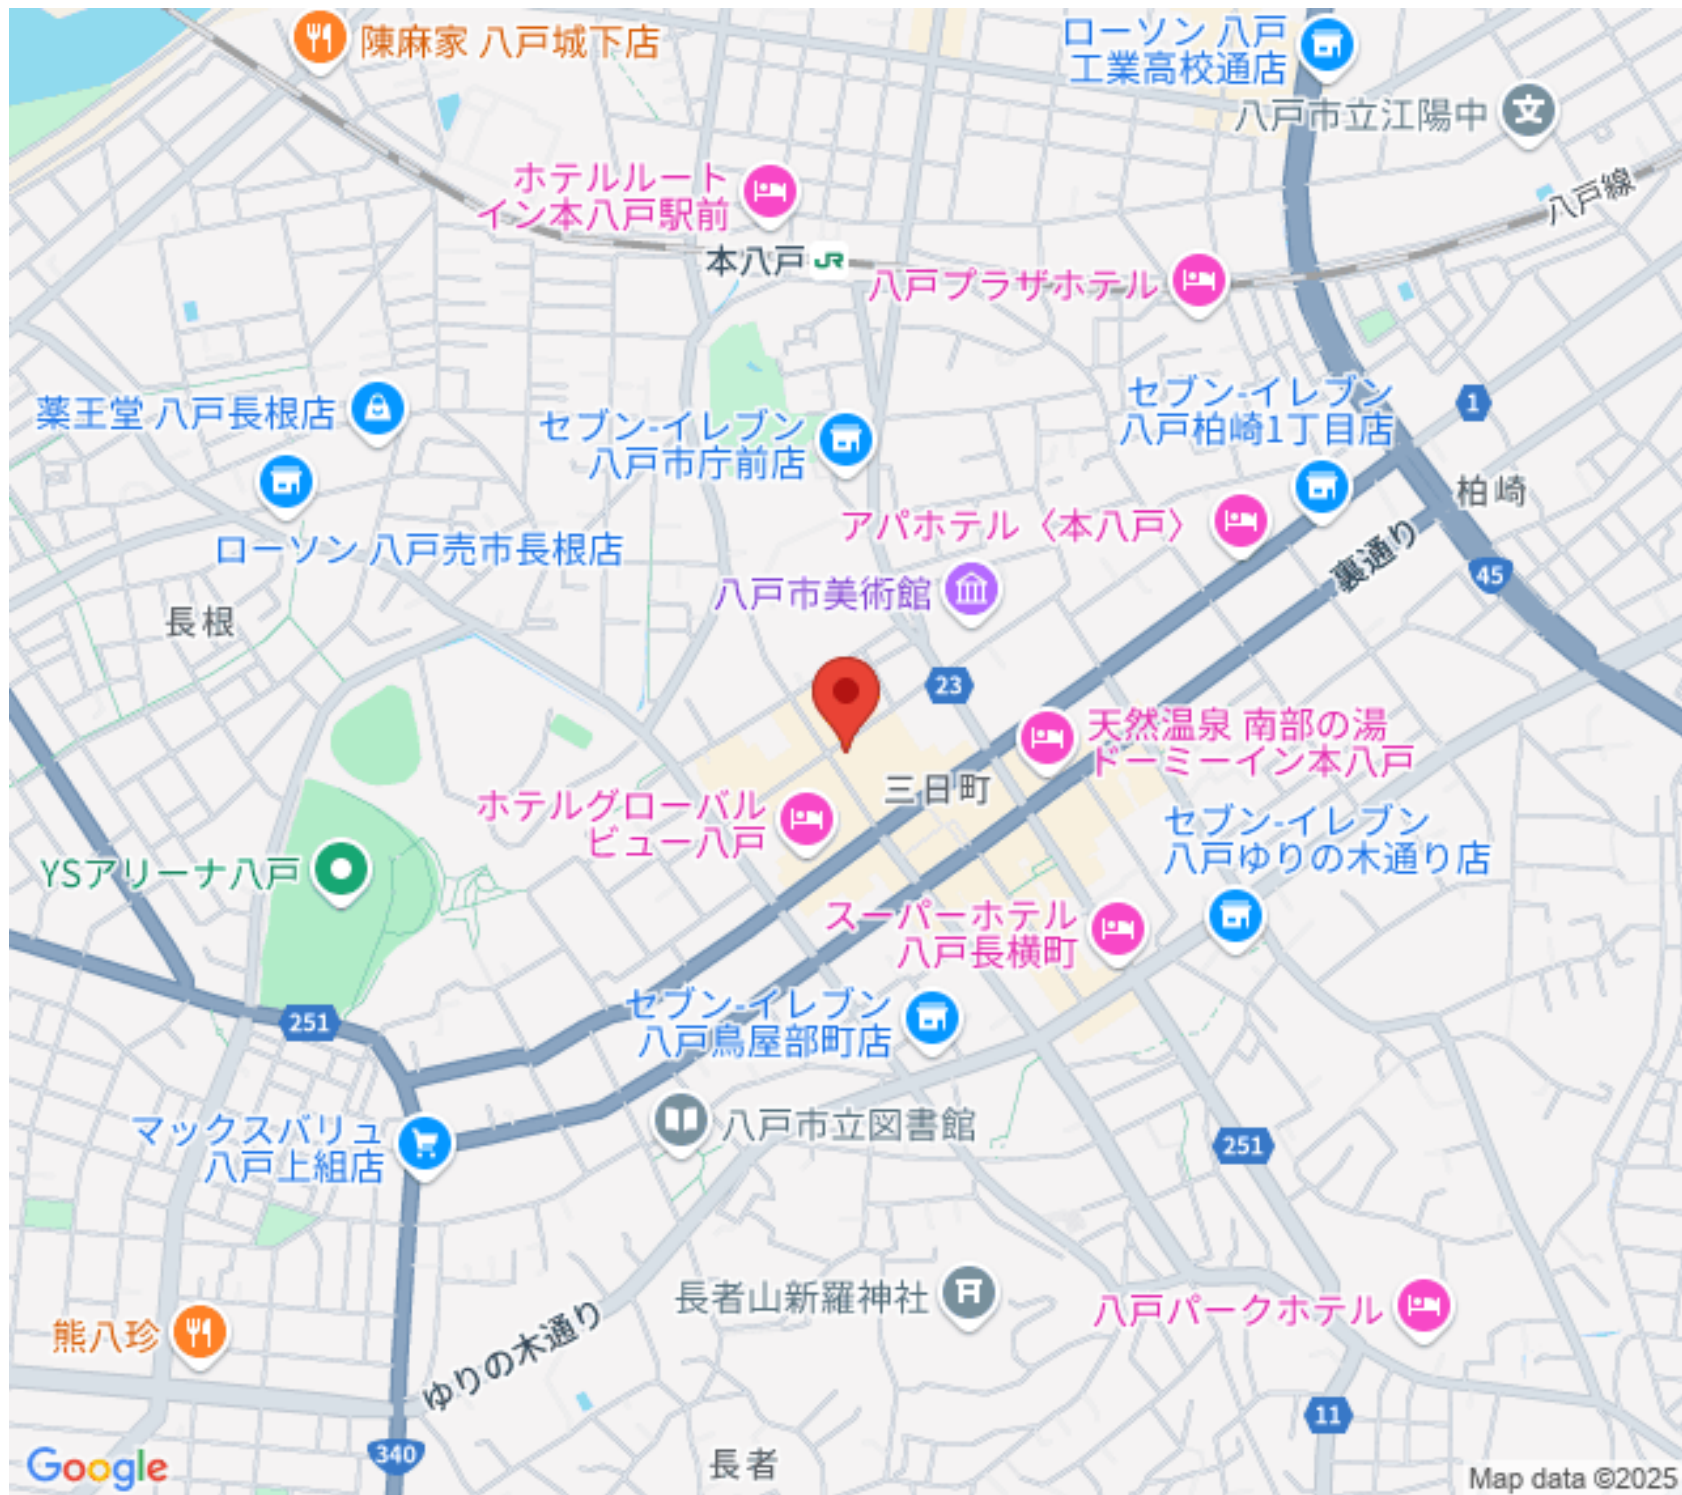 陳麻家 八戸城下店
ローソン 八戸
工業高校通店
八戸市立江陽中
ホテルルート
イン本八戸駅前
八戸線
本八戸 JR
八戸プラザホテル
薬王堂 八戸長根店
セブン-イレブン
八戸市庁前店
セブン-イレブン
八戸柏崎1丁目店
1
柏崎
ローソン 八戸売市長根店
アパホテル〈本八戸〉
裏通り
45
八戸市美術館
長根
23
天然温泉 南部の湯
ドーミーイン本八戸
三日町
ホテルグローバル
ビュー八戸
YSアリーナ八戸
セブン-イレブン
八戸ゆりの木通り店
スーパーホテル
八戸長横町
セブン-イレブン
八戸鳥屋部町店
251
マックスバリュ
八戸上組店
八戸市立図書館
251
長者山新羅神社
八戸パークホテル
熊八珍
ゆりの木通り
11
340
長者
Google
Map data ©2025